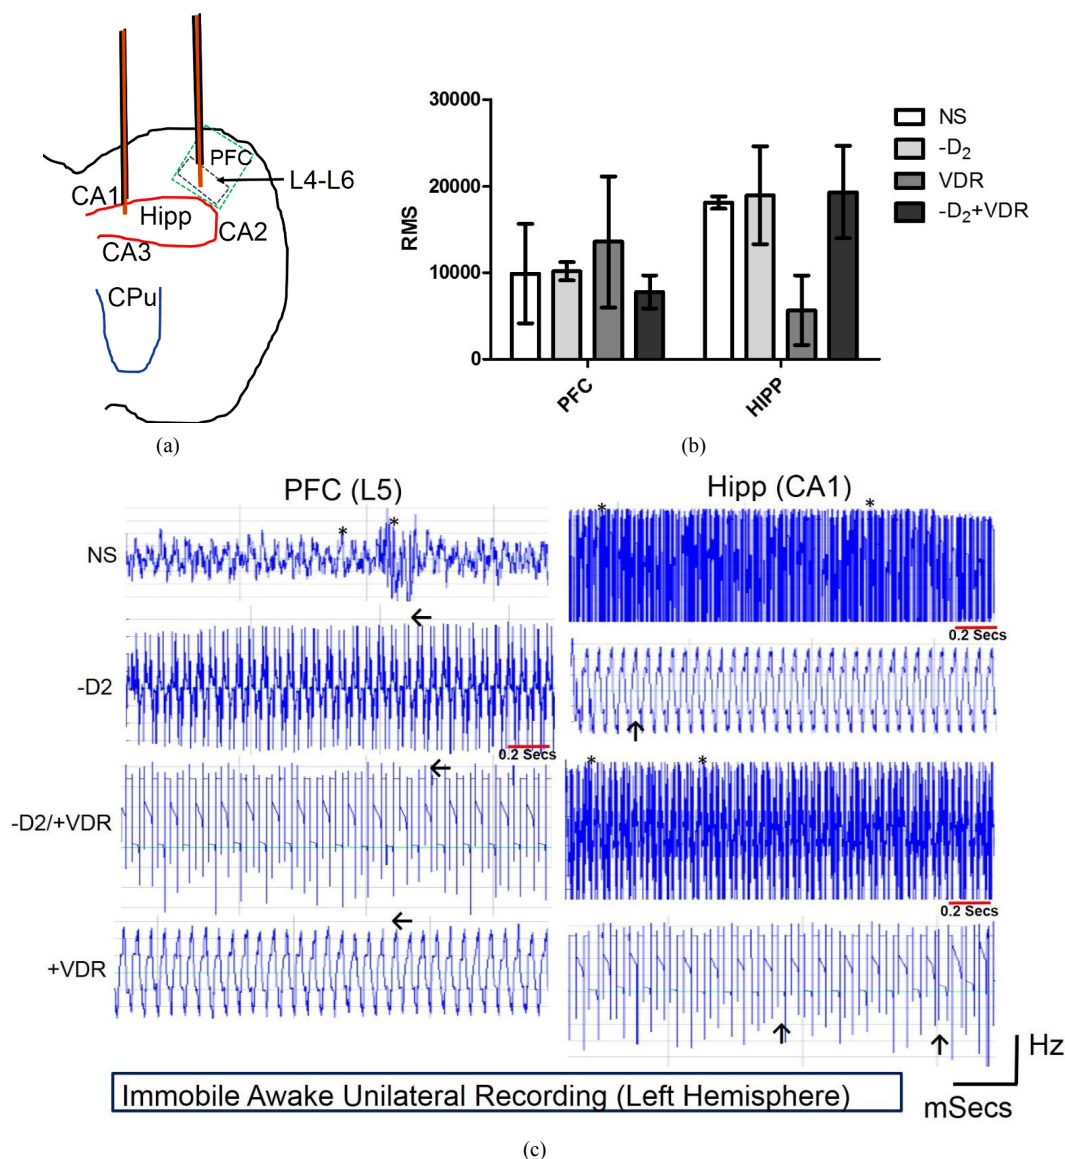 PFC
L4-L6
CA1
Hipp
CA2
CA3
CPu
(a)
30000
20000
10000
0
RMS
PFC
HIPP
NS
-D2
VDR
-D2+VDR
(b)
PFC (L5)
Hipp (CA1)
NS
*
*
*
*
0.2 Secs
-D2
←
0.2 Secs
↑
-D2/+VDR
←
*
*
0.2 Secs
+VDR
←
↑
↑
Hz
mSecs
Immobile Awake Unilateral Recording (Left Hemisphere)
(c)